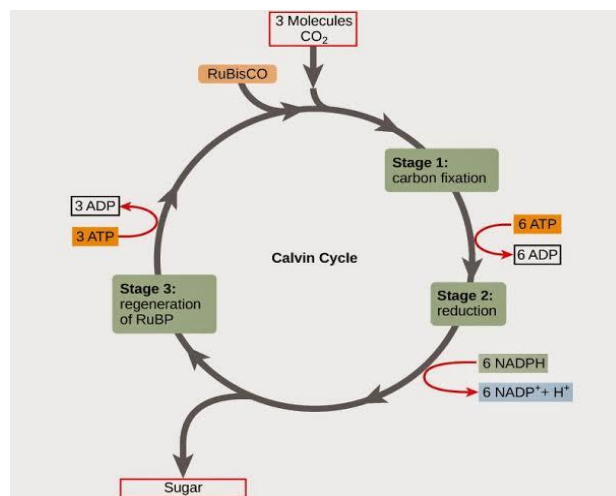 3 Molecules
CO₂
RuBisCO
Stage 1:
carbon fixation
3 ADP
3 ATP
6 ATP
6 ADP
Calvin Cycle
Stage 3:
regeneration
of RuBP
Stage 2:
reduction
6 NADPH
6 NADP⁺+ H⁺
Sugar